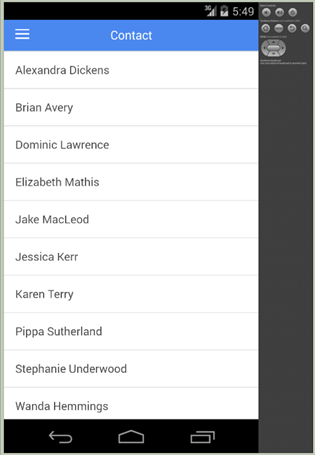 3G 5:49
Contact
Alexandra Dickens
Brian Avery
Dominic Lawrence
Elizabeth Mathis
Jake MacLeod
Jessica Kerr
Karen Terry
Pippa Sutherland
Stephanie Underwood
Wanda Hemmings